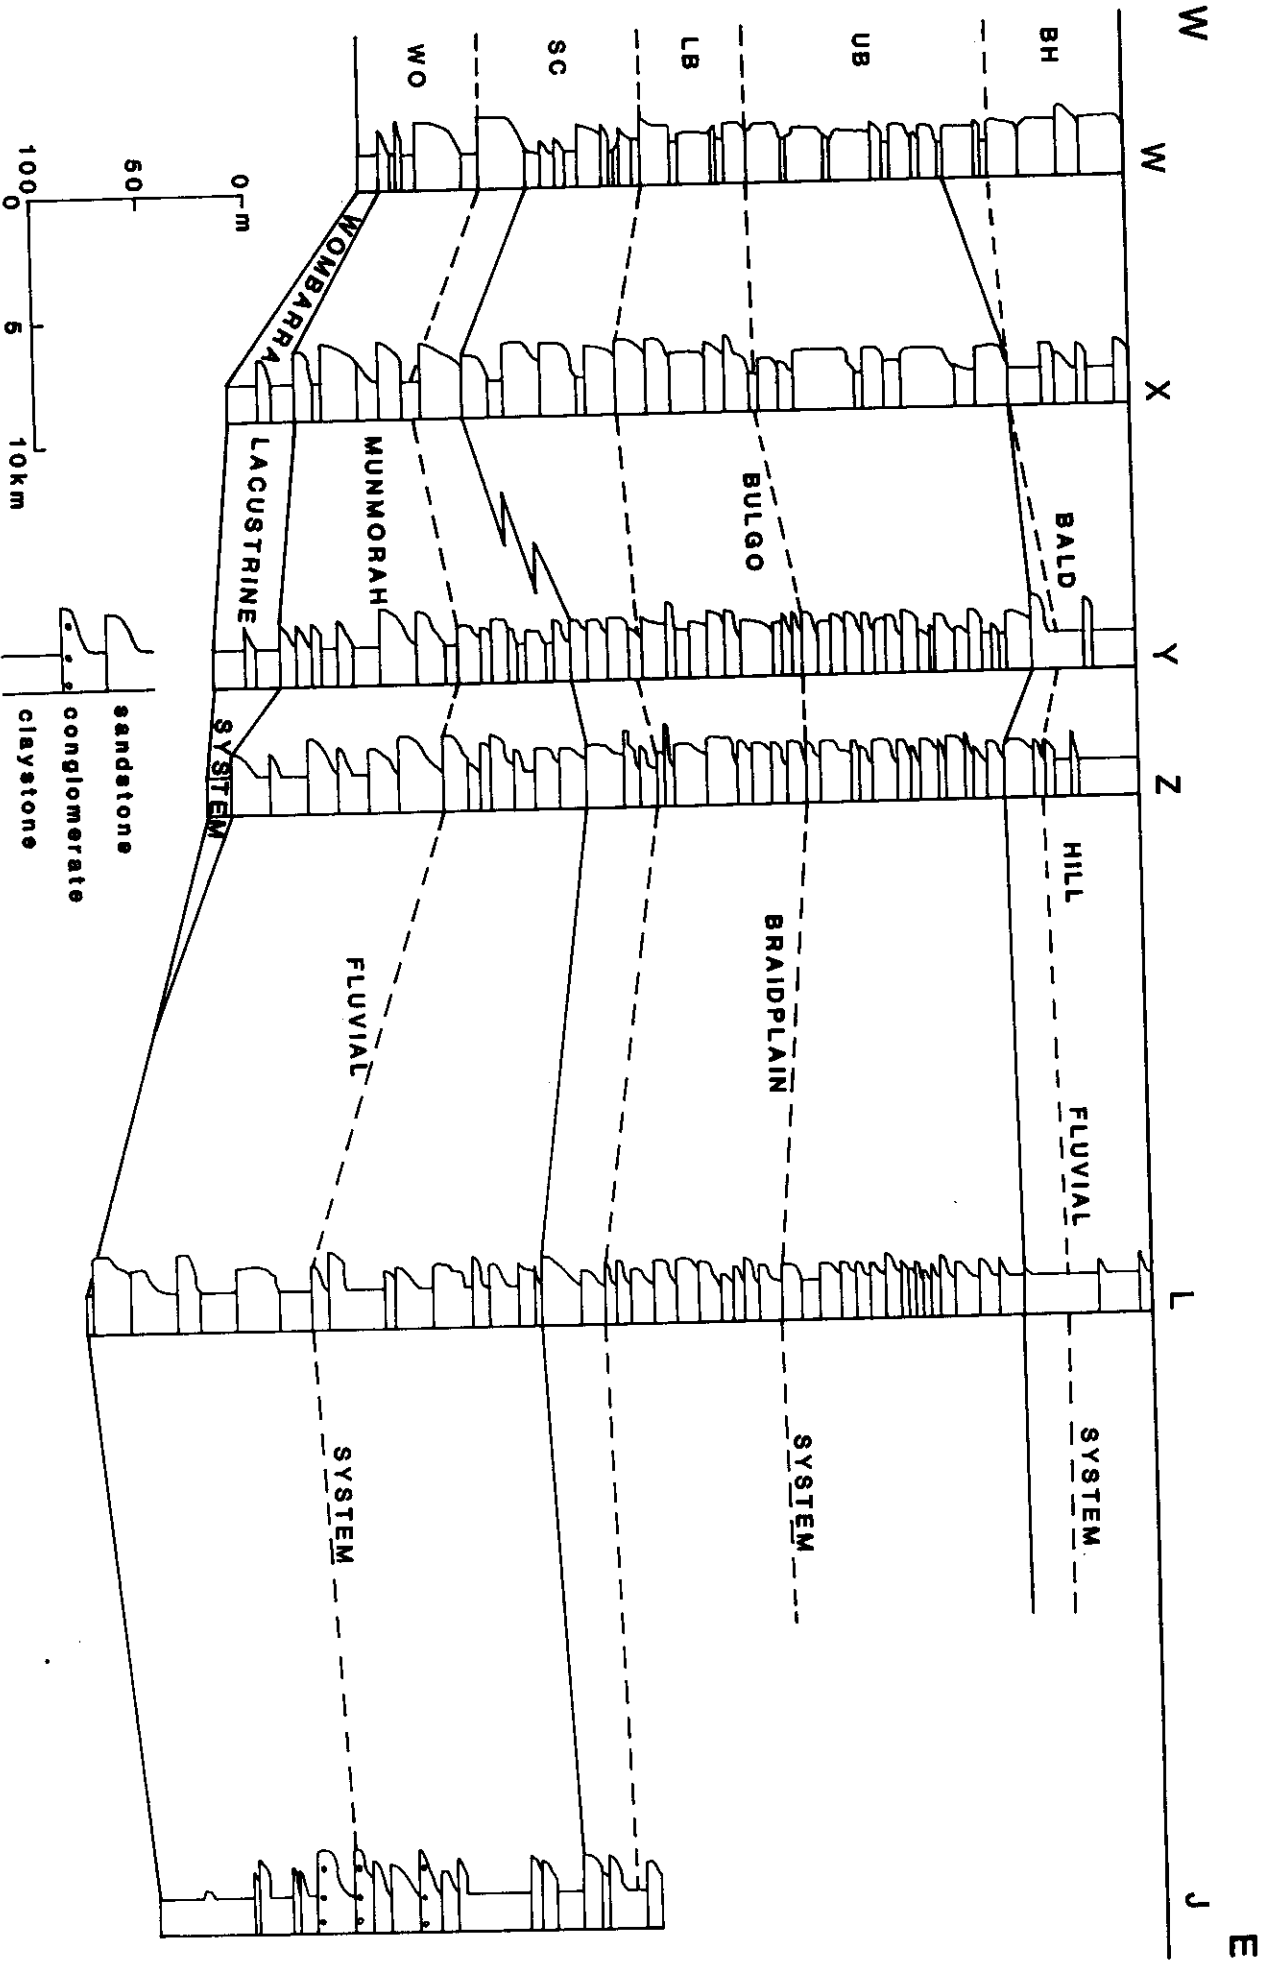 W
E
W
X
Y
Z
L
J
BH
UB
LB
SC
WO
BALD HILL FLUVIAL SYSTEM
BULGO BRAIDPLAIN SYSTEM
MUNMORAH FLUVIAL SYSTEM
WOMBARRA LACUSTRINE SYSTEM
0 m
50
100
0
5
10km
sandstone
conglomerate
claystone